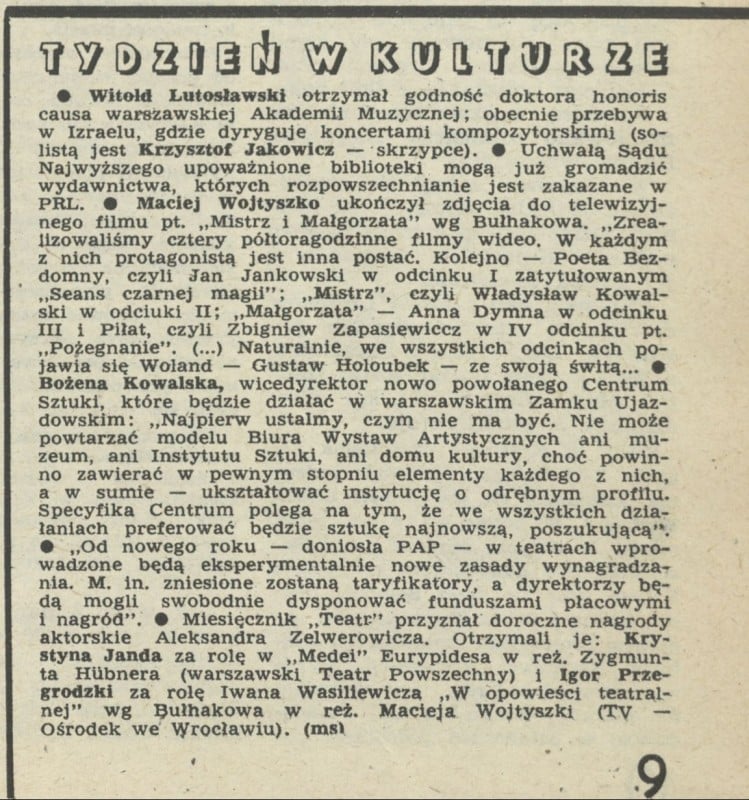 TYDZIEŃ W KULTURZE
● Witold Lutosławski otrzymał godność doktora honoris
causa warszawskiej Akademii Muzycznej; obecnie przebywa
w Izraelu, gdzie dyryguje koncertami kompozytorskimi (so-
listą jest Krzysztof Jakowicz — skrzypce). ● Uchwałą Sądu
Najwyższego upoważnione biblioteki mogą już gromadzić
wydawnictwa, których rozpowszechnianie jest zakazane w
PRL. ● Maciej Wojtyszko ukończył zdjęcia do telewizyj-
nego filmu pt. „Mistrz i Małgorzata” wg Bułhakowa. „Zrea-
lizowaliśmy cztery półtoragodzinne filmy wideo. W każdym
z nich protagonistą jest inna postać. Kolejno — Poeta Bez-
domny, czyli Jan Jankowski w odcinku I zatytułowanym
„Seans czarnej magii”; „Mistrz”, czyli Władysław Kowal-
ski w odciuki II; „Małgorzata” — Anna Dymna w odcinku
III i Piłat, czyli Zbigniew Zapasiewiccz w IV odcinku pt.
„Pożegnanie”. (...) Naturalnie, we wszystkich odcinkach po-
jawia się Woland — Gustaw Hołoubek — ze swoją świtą... ●
Bożena Kowalska, wicedyrektor nowo powołanego Centrum
Sztuki, które będzie działać w warszawskim Zamku Ujaz-
dowskim: „Najpierw ustalmy, czym nie ma być. Nie może
powtarzać modelu Biura Wystaw Artystycznych ani mu-
zeum, ani Instytutu Sztuki, ani domu kultury, choć powin-
no zawierać w pewnym stopniu elementy każdego z nich,
a w sumie — ukształtować instytucję o odrębnym profilu.
Specyfika Centrum polega na tym, że we wszystkich dzia-
łaniach preferować będzie sztukę najnowszą, poszukującą”.
● „Od nowego roku — doniosła PAP — w teatrach wpro-
wadzone będą eksperymentalnie nowe zasady wynagradza-
nia. M. in. zniesione zostaną taryfikatory, a dyrektorzy bę-
dą mogli swobodnie dysponować funduszami płacowymi
i nagród”. ● Miesięcznik „Teatr” przyznał doroczne nagrody
aktorskie Aleksandra Zelwerowicza. Otrzymali je: Kry-
styna Janda za rolę w „Medei” Eurypidesa w reż. Zygmun-
ta Hübnera (warszawski Teatr Powszechny) i Igor Prze-
grodzki za rolę Iwana Wasiliewicza „W opowieści teatral-
nej” wg Bułhakowa w reż. Macieja Wojtyszki (TV —
Ośrodek we Wrocławiu). (ms)
9